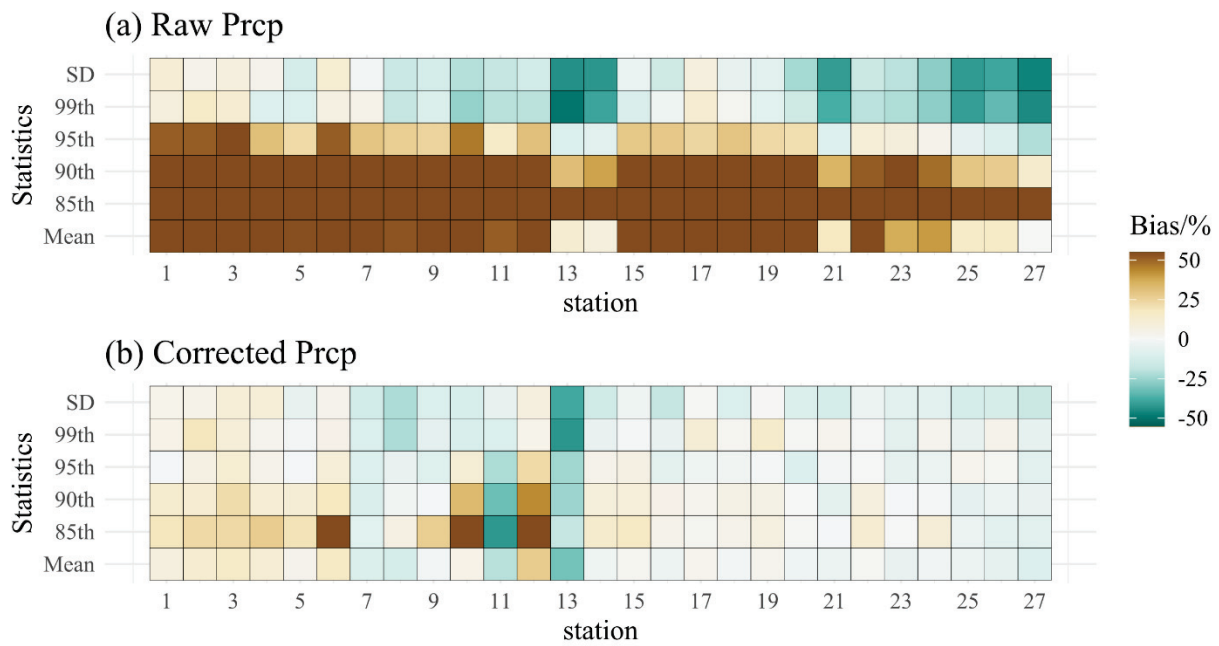 (a) Raw Prcp
Statistics
SD
99th
95th
90th
85th
Mean
1 3 5 7 9 11 13 15 17 19 21 23 25 27
station
Bias/%
50
25
0
-25
-50
(b) Corrected Prcp
Statistics
SD
99th
95th
90th
85th
Mean
1 3 5 7 9 11 13 15 17 19 21 23 25 27
station